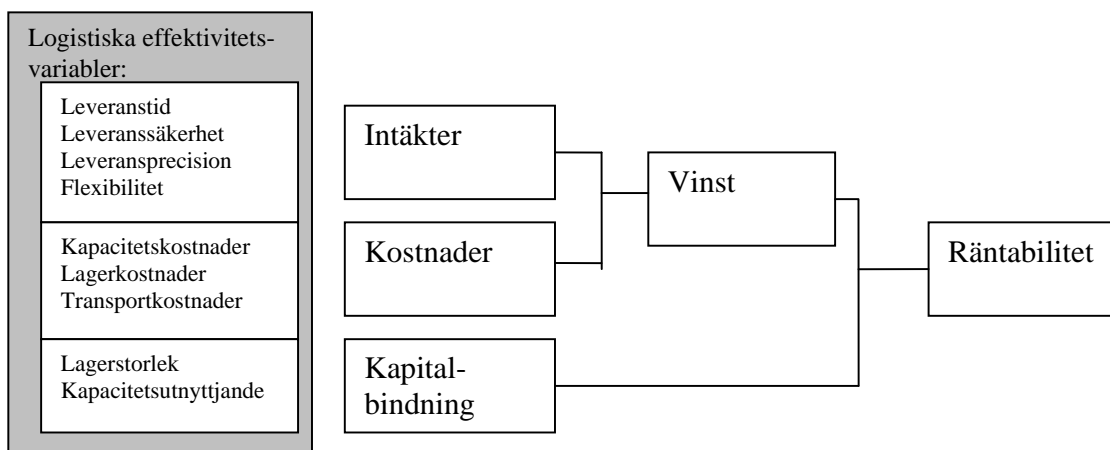 Logistiska effektivitets-
variabler:
Leveranstid
Leveranssäkerhet
Leveransprecision
Flexibilitet
Kapacitetskostnader
Lagerkostnader
Transportkostnader
Lagerstorlek
Kapacitetsutnyttjande
Intäkter
Kostnader
Kapital-
bindning
Vinst
Räntabilitet